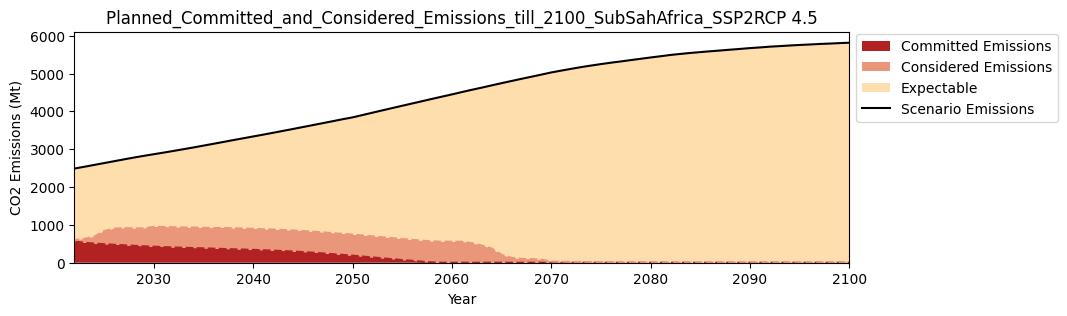 Planned_Committed_and_Considered_Emissions_till_2100_SubSahAfrica_SSP2RCP 4.5
6000
5000
4000
3000
2000
1000
0
CO2 Emissions (Mt)
2030 2040 2050 2060 2070 2080 2090 2100
Year
Committed Emissions
Considered Emissions
Expectable
Scenario Emissions